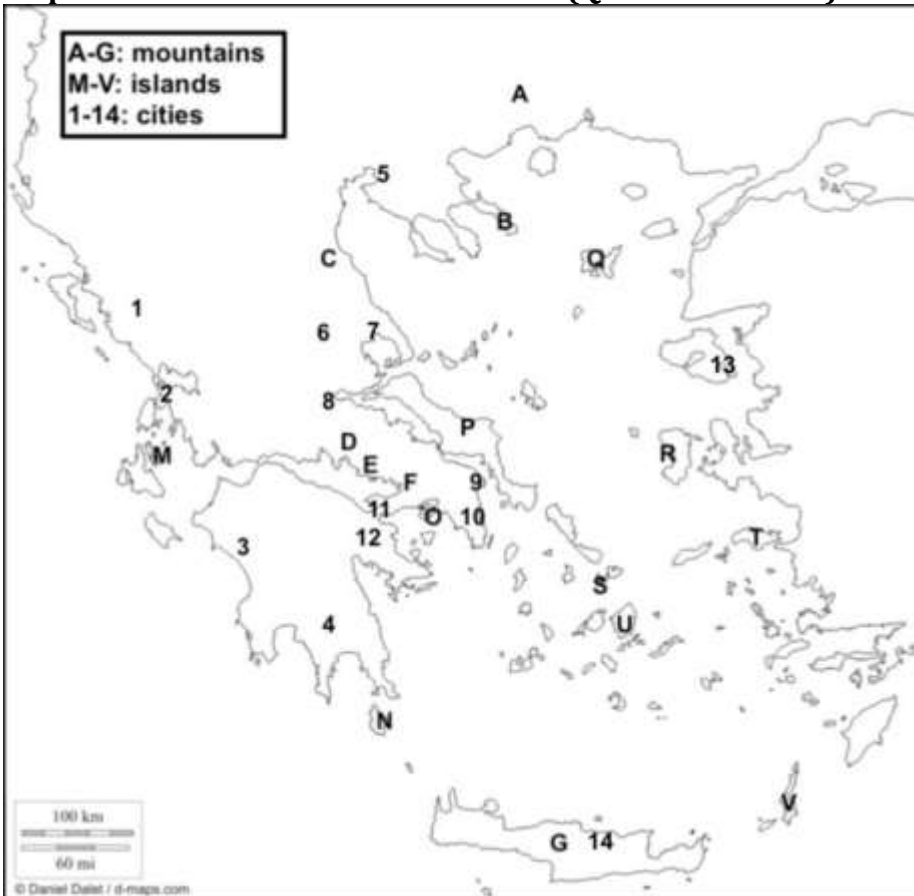 A-G: mountains
M-V: islands
1-14: cities
A
5
B
C
Q
1
6
7
13
2
8
P
D
M
R
E
F
9
11
O
10
12
T
3
S
4
U
N
V
G
14
100 km
60 mi
© Daniel Dalet / d-maps.com